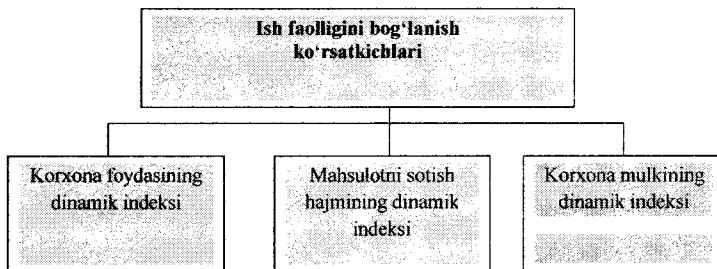 Ish faolligini bog‘lanish
ko‘rsatkichlari
Korxona foydasining
dinamik indeksi
Mahsulotni sotish
hajmining dinamik
indeksi
Korxona mulkining
dinamik indeksi